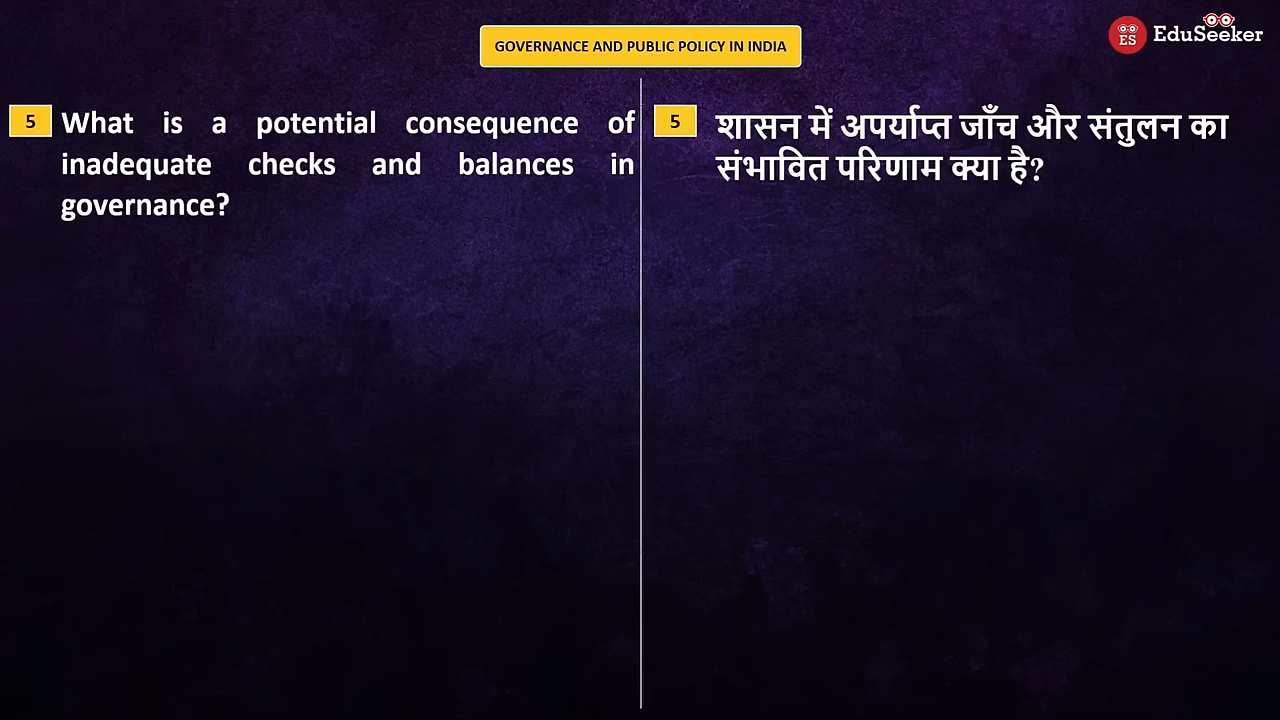 GOVERNANCE AND PUBLIC POLICY IN INDIA
ES EduSeeker
5 What is a potential consequence of
inadequate checks and balances in
governance?
5 शासन में अपर्याप्त जाँच और संतुलन का
संभावित परिणाम क्या है?